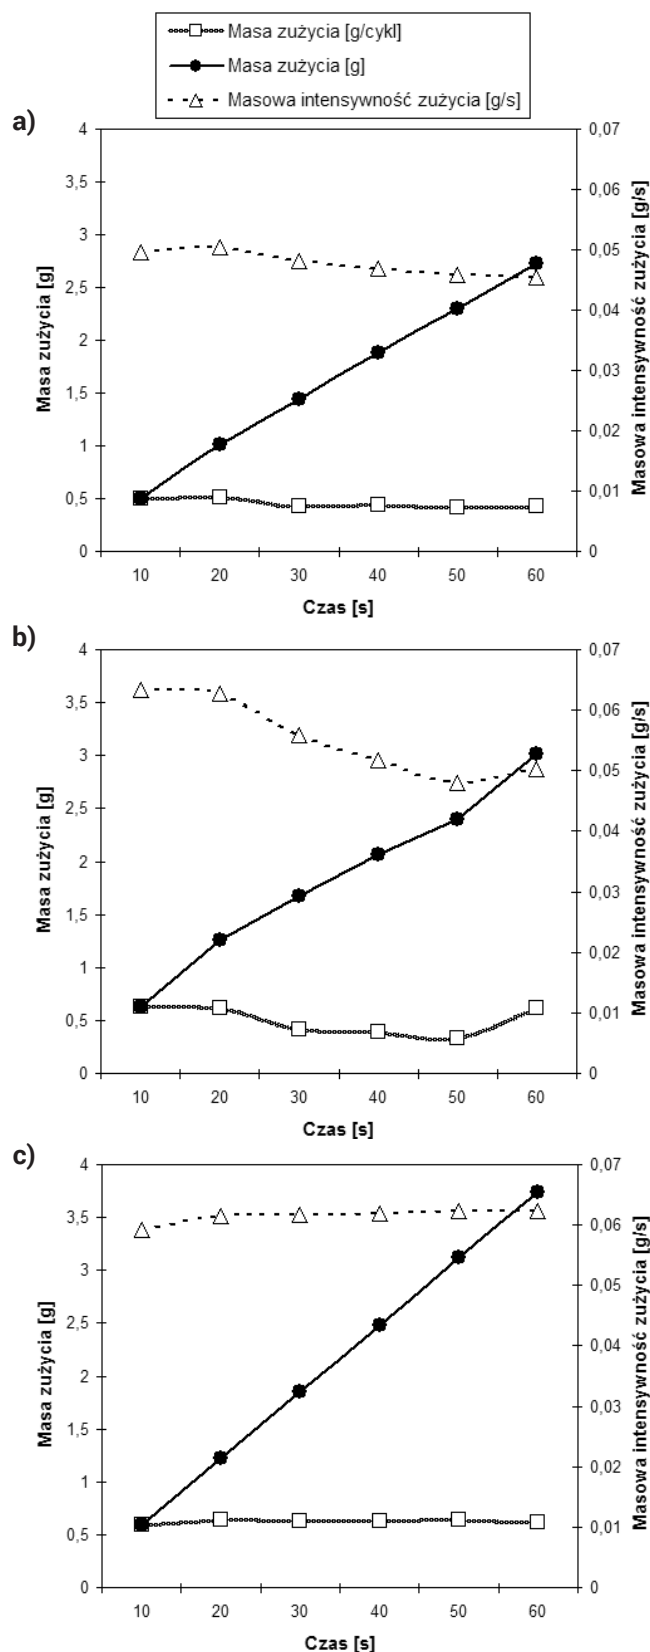 Masa zużycia [g/cykl]
Masa zużycia [g]
Masowa intensywność zużycia [g/s]
a)
4
3,5
3
2,5
2
1,5
1
0,5
0
Masa zużycia [g]
0,07
0,06
0,05
0,04
0,03
0,02
0,01
0
Masowa intensywność zużycia [g/s]
10 20 30 40 50 60
Czas [s]
b)
4
3,5
3
2,5
2
1,5
1
0,5
0
Masa zużycia [g]
0,07
0,06
0,05
0,04
0,03
0,02
0,01
0
Masowa intensywność zużycia [g/s]
10 20 30 40 50 60
Czas [s]
c)
4
3,5
3
2,5
2
1,5
1
0,5
0
Masa zużycia [g]
0,07
0,06
0,05
0,04
0,03
0,02
0,01
0
Masowa intensywność zużycia [g/s]
10 20 30 40 50 60
Czas [s]